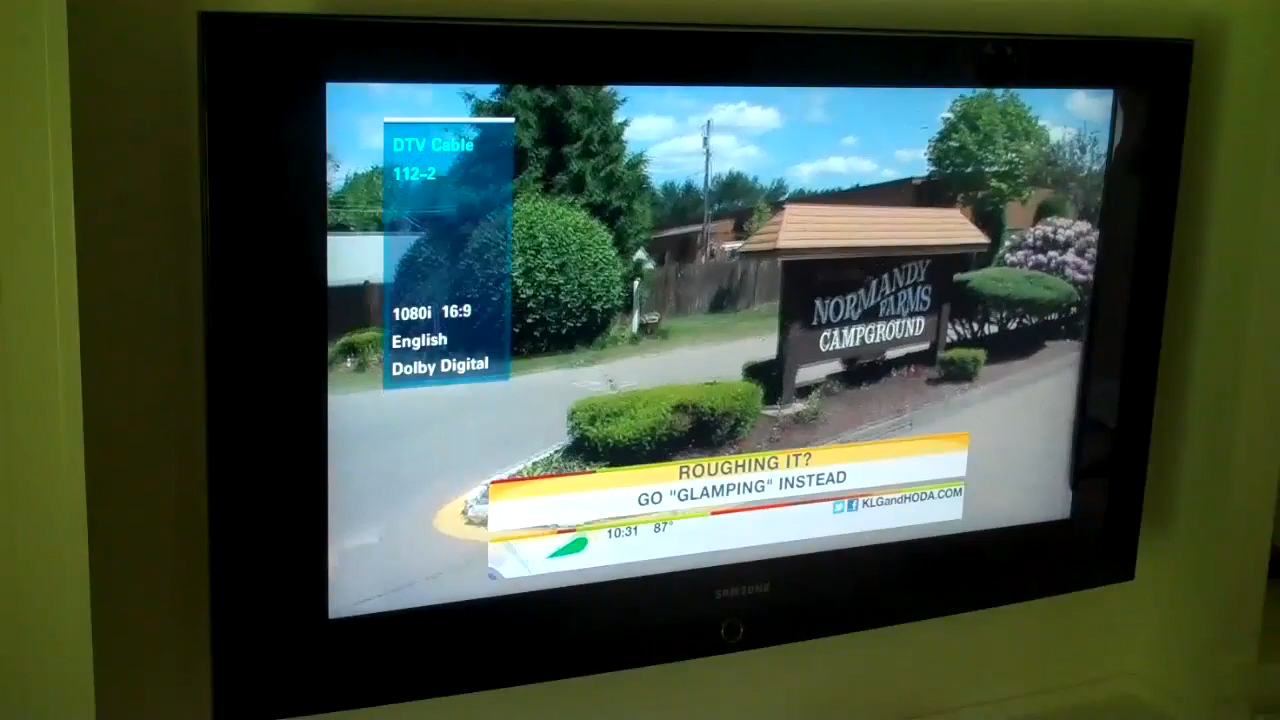 DTV Cable
112-2
1080i 16:9
English
Dolby Digital
NORMANDY
FARMS
CAMPGROUND
ROUGHING IT?
GO "GLAMPING" INSTEAD
KLGandHODA.COM
10:31 87°
SAMSUNG